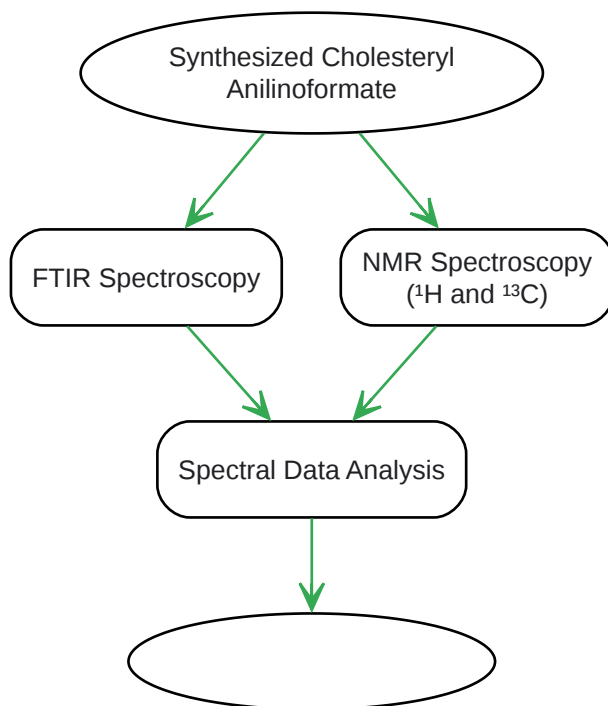 Synthesized Cholesteryl
Anilinoformate
FTIR Spectroscopy
NMR Spectroscopy
(¹H and ¹³C)
Spectral Data Analysis